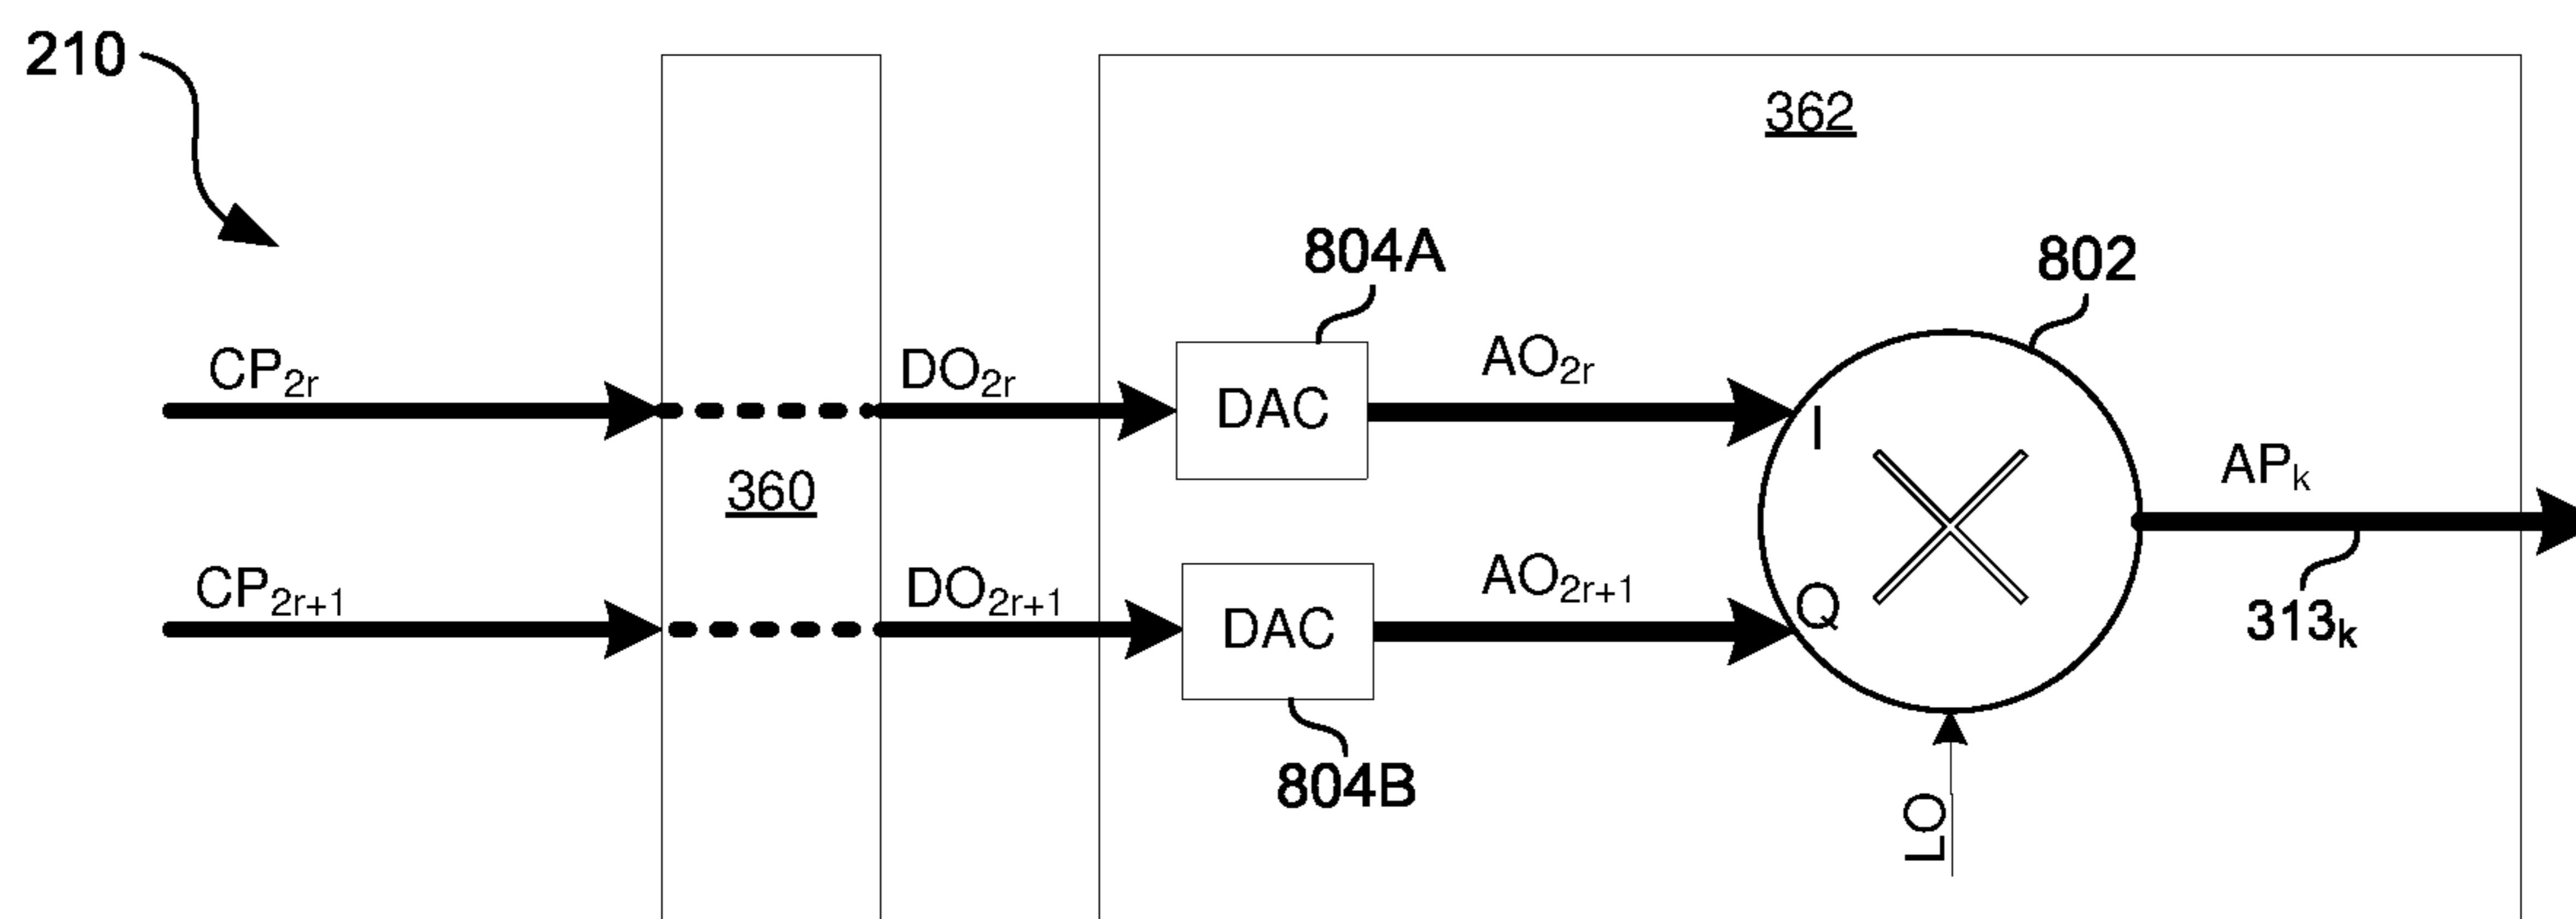 210
362
804A
802
CP2r
DO2r
AO2r
DAC
I
360
APk
CP2r+1
DO2r+1
AO2r+1
DAC
Q
313k
804B
LO